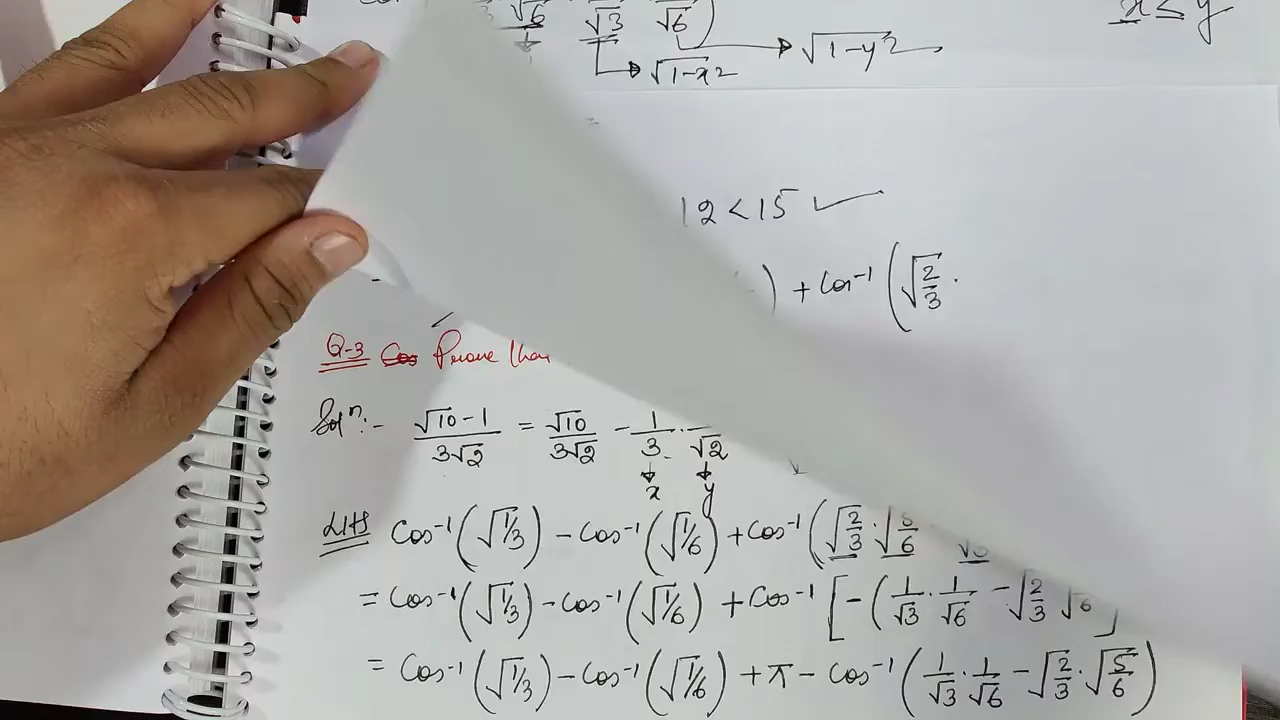 √6 √3 √6 )
x ≤ y
√1-x² √1-y²
12 < 15 ✓
) + Cos⁻¹ (√2/3 .
Q-3 Prove that
Solⁿ:- √10-1/3√2 = √10/3√2 - 1/3 . /√2
x y
LHS Cos⁻¹(√1/3) - Cos⁻¹(√1/6) + Cos⁻¹(√2/3 . √5/6
= Cos⁻¹(√1/3) - Cos⁻¹(√1/6) + Cos⁻¹[-(1/√3 . 1/√6 - √2/3 √ 6 ]
= Cos⁻¹(√1/3) - Cos⁻¹(√1/6) + π - Cos⁻¹(1/√3 . 1/√6 - √2/3 . √5/6)